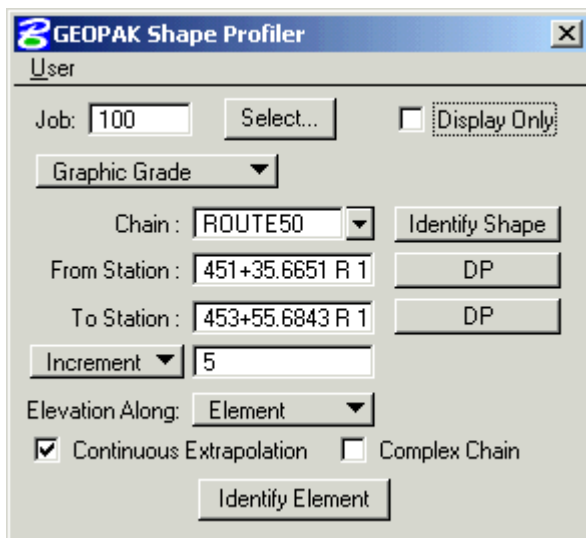 GEOPAK Shape Profiler
User
Job: 100 Select... Display Only
Graphic Grade
Chain : ROUTE50 Identify Shape
From Station : 451+35.6651 R 1 DP
To Station : 453+55.6843 R 1 DP
Increment 5
Elevation Along: Element
Continuous Extrapolation Complex Chain
Identify Element